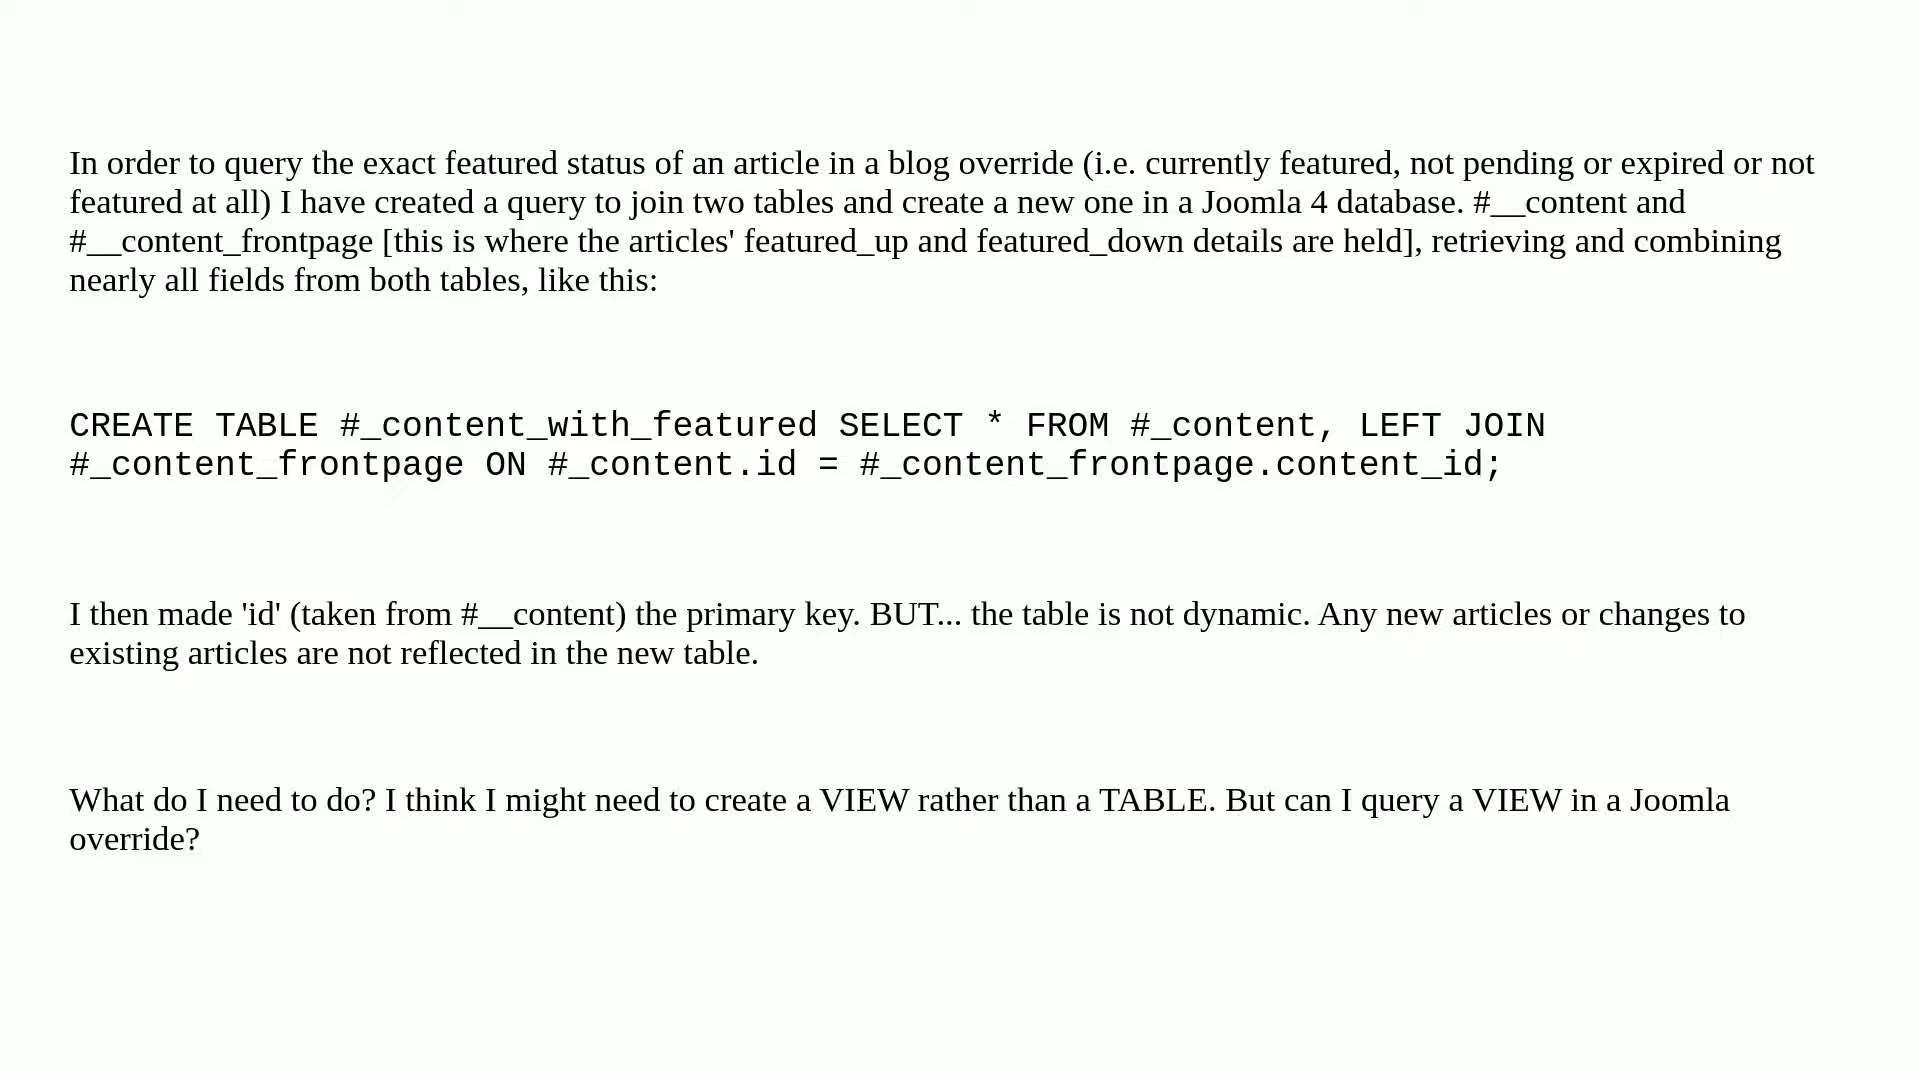 In order to query the exact featured status of an article in a blog override (i.e. currently featured, not pending or expired or not
featured at all) I have created a query to join two tables and create a new one in a Joomla 4 database. #__content and
#__content_frontpage [this is where the articles' featured_up and featured_down details are held], retrieving and combining
nearly all fields from both tables, like this:
CREATE TABLE #_content_with_featured SELECT * FROM #_content, LEFT JOIN
#_content_frontpage ON #_content.id = #_content_frontpage.content_id;
I then made 'id' (taken from #__content) the primary key. BUT... the table is not dynamic. Any new articles or changes to
existing articles are not reflected in the new table.
What do I need to do? I think I might need to create a VIEW rather than a TABLE. But can I query a VIEW in a Joomla
override?